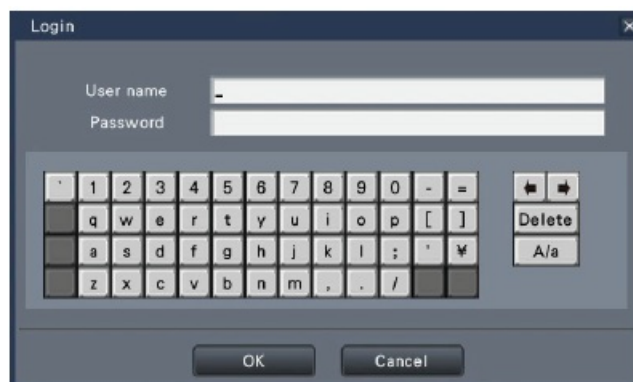 Login ×
User name _
Password
` 1 2 3 4 5 6 7 8 9 0 - =
q w e r t y u i o p [ ] Delete
a s d f g h j k l ; ' ¥ A/a
z x c v b n m , . /
OK Cancel